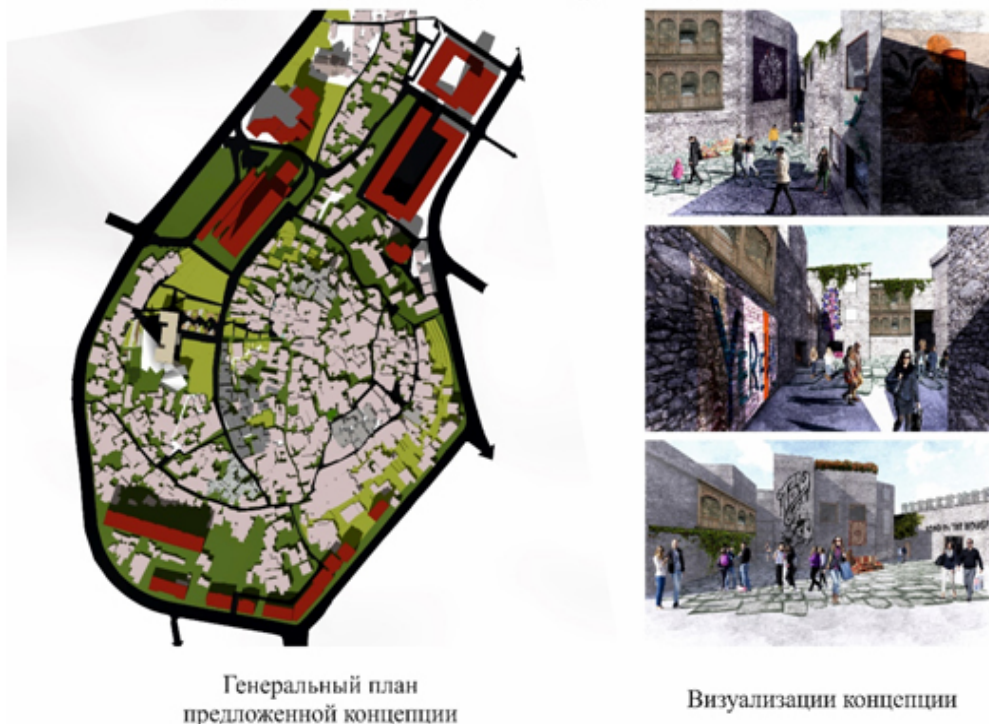 Генеральный план
предложенной концепции
Визуализации концепции